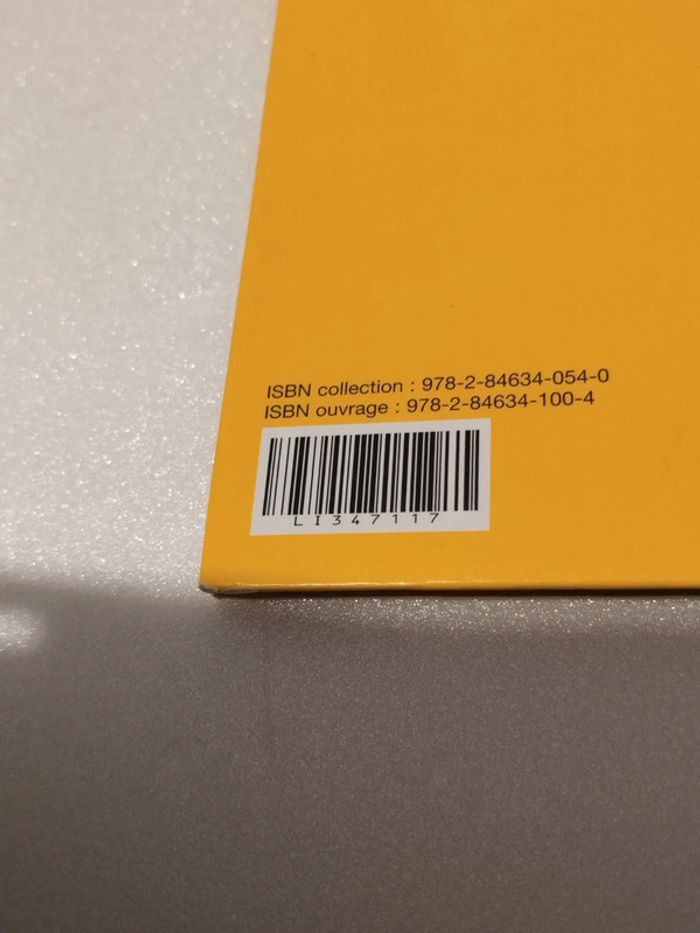 ISBN collection : 978-2-84634-054-0
ISBN ouvrage : 978-2-84634-100-4
LI347117